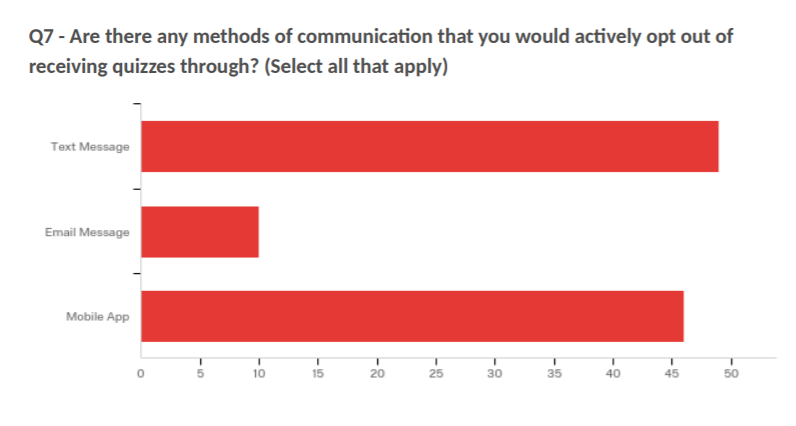 Q7 - Are there any methods of communication that you would actively opt out of
receiving quizzes through? (Select all that apply)
Text Message
Email Message
Mobile App
0 5 10 15 20 25 30 35 40 45 50